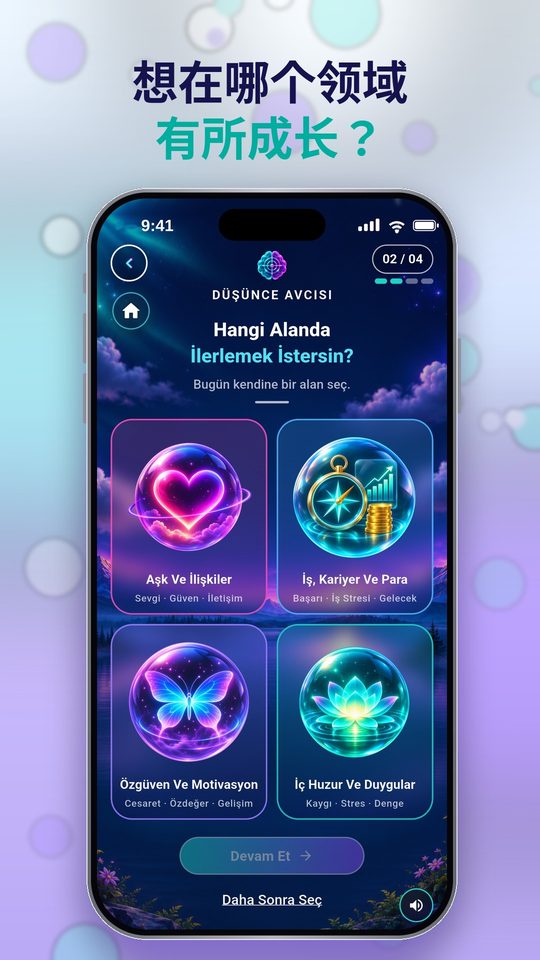 想在哪个领域
有所成长？
9:41
02 / 04
DÜŞÜNCE AVCISI
Hangi Alanda
İlerlemek İstersin?
Bugün kendine bir alan seç.
Aşk Ve İlişkiler
Sevgi · Güven · İletişim
İş, Kariyer Ve Para
Başarı · İş Stresi · Gelecek
Özgüven Ve Motivasyon
Cesaret · Özdeğer · Gelişim
İç Huzur Ve Duygular
Kaygı · Stres · Denge
Devam Et →
Daha Sonra Seç